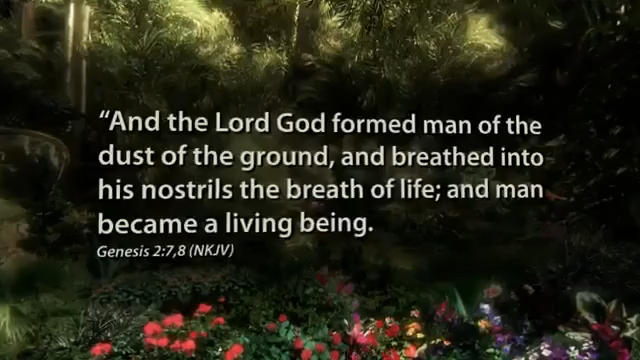 “And the Lord God formed man of the
dust of the ground, and breathed into
his nostrils the breath of life; and man
became a living being.
Genesis 2:7,8 (NKJV)